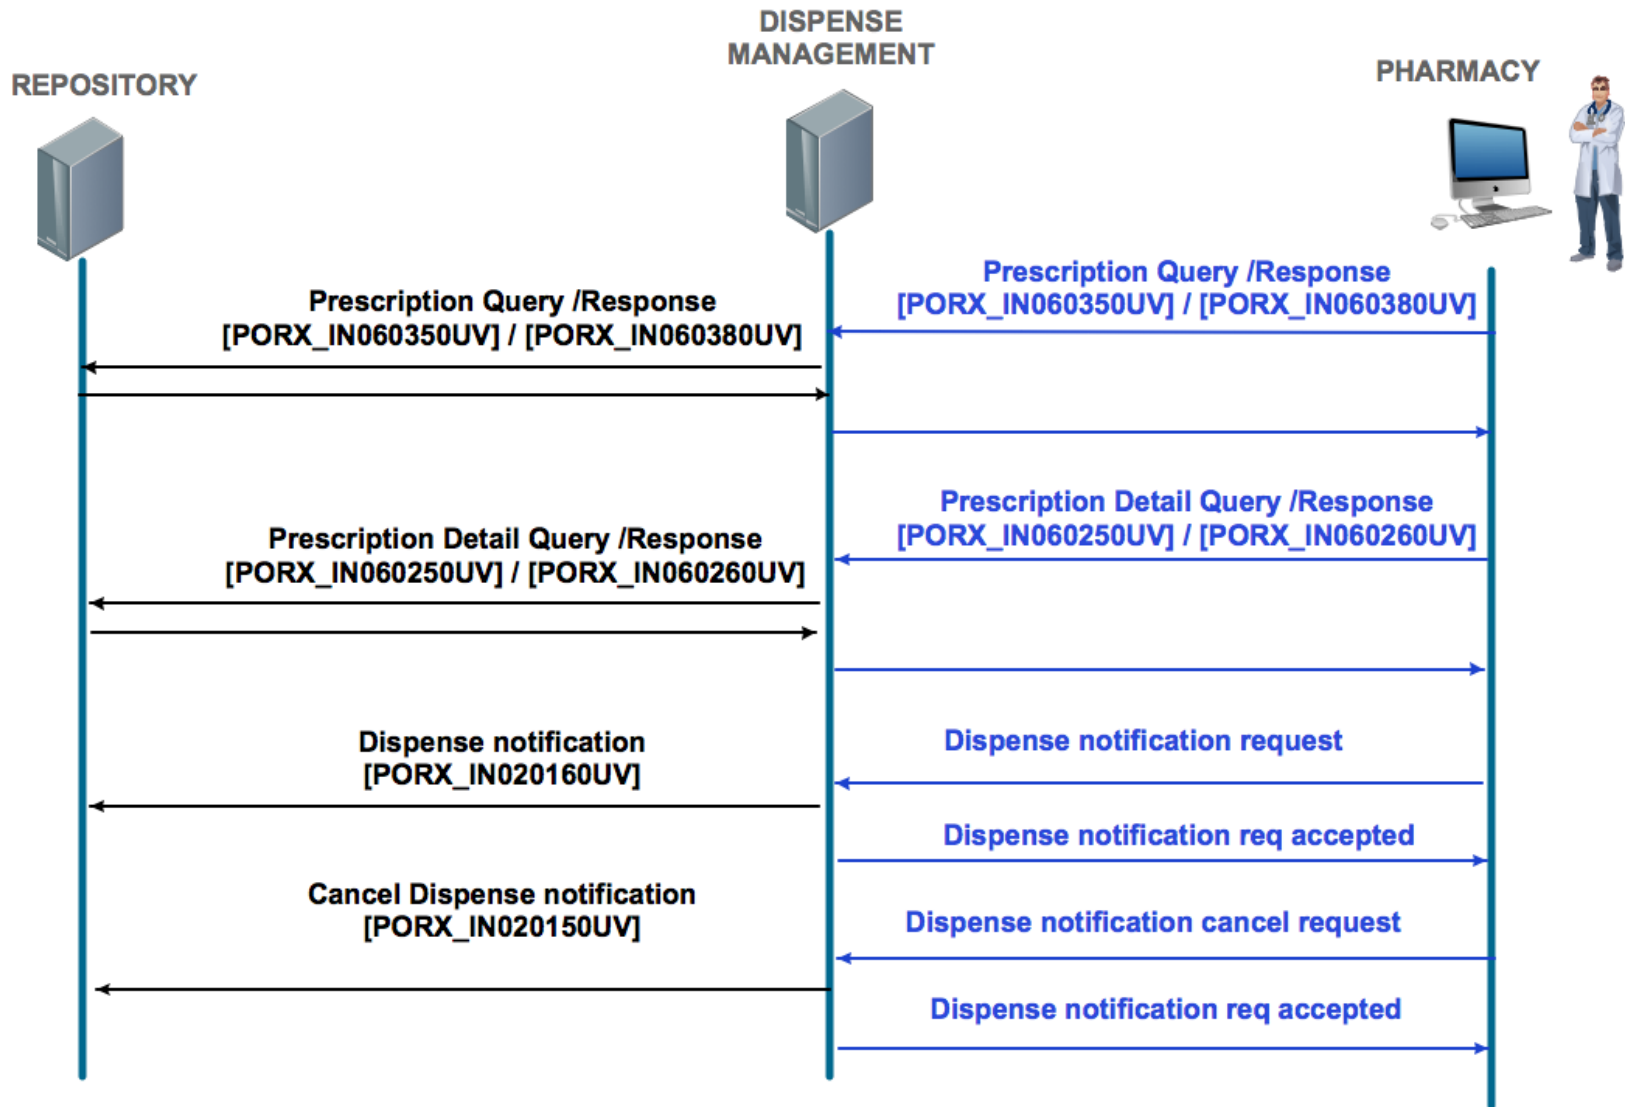 DISPENSE
MANAGEMENT
REPOSITORY
PHARMACY
Prescription Query /Response
[PORX_IN060350UV] / [PORX_IN060380UV]
Prescription Query /Response
[PORX_IN060350UV] / [PORX_IN060380UV]
Prescription Detail Query /Response
[PORX_IN060250UV] / [PORX_IN060260UV]
Prescription Detail Query /Response
[PORX_IN060250UV] / [PORX_IN060260UV]
Dispense notification request
Dispense notification
[PORX_IN020160UV]
Dispense notification req accepted
Cancel Dispense notification
[PORX_IN020150UV]
Dispense notification cancel request
Dispense notification req accepted